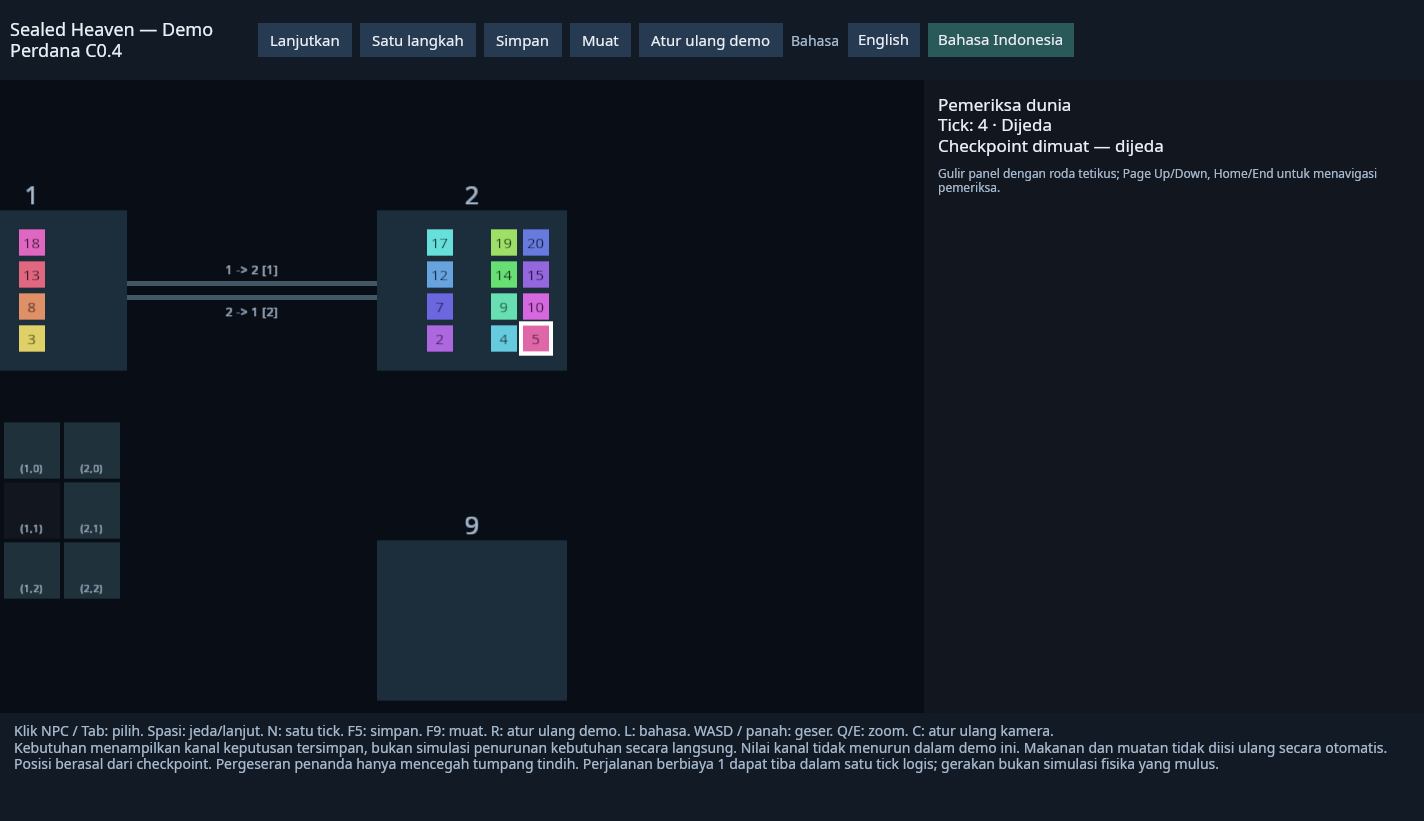 Sealed Heaven — Demo
Perdana C0.4
Lanjutkan
Satu langkah
Simpan
Muat
Atur ulang demo
Bahasa
English
Bahasa Indonesia
Pemeriksa dunia
Tick: 4 · Dijeda
Checkpoint dimuat — dijeda
Gulir panel dengan roda tetikus; Page Up/Down, Home/End untuk menavigasi
pemeriksa.
1
2
18
17
19
20
13
12
14
15
8
7
9
10
3
2
4
5
1 -> 2 [1]
2 -> 1 [2]
(1,0)
(2,0)
(1,1)
(2,1)
(1,2)
(2,2)
9
Klik NPC / Tab: pilih. Spasi: jeda/lanjut. N: satu tick. F5: simpan. F9: muat. R: atur ulang demo. L: bahasa. WASD / panah: geser. Q/E: zoom. C: atur ulang kamera.
Kebutuhan menampilkan kanal keputusan tersimpan, bukan simulasi penurunan kebutuhan secara langsung. Nilai kanal tidak menurun dalam demo ini. Makanan dan muatan tidak diisi ulang secara otomatis.
Posisi berasal dari checkpoint. Pergeseran penanda hanya mencegah tumpang tindih. Perjalanan berbiaya 1 dapat tiba dalam satu tick logis; gerakan bukan simulasi fisika yang mulus.